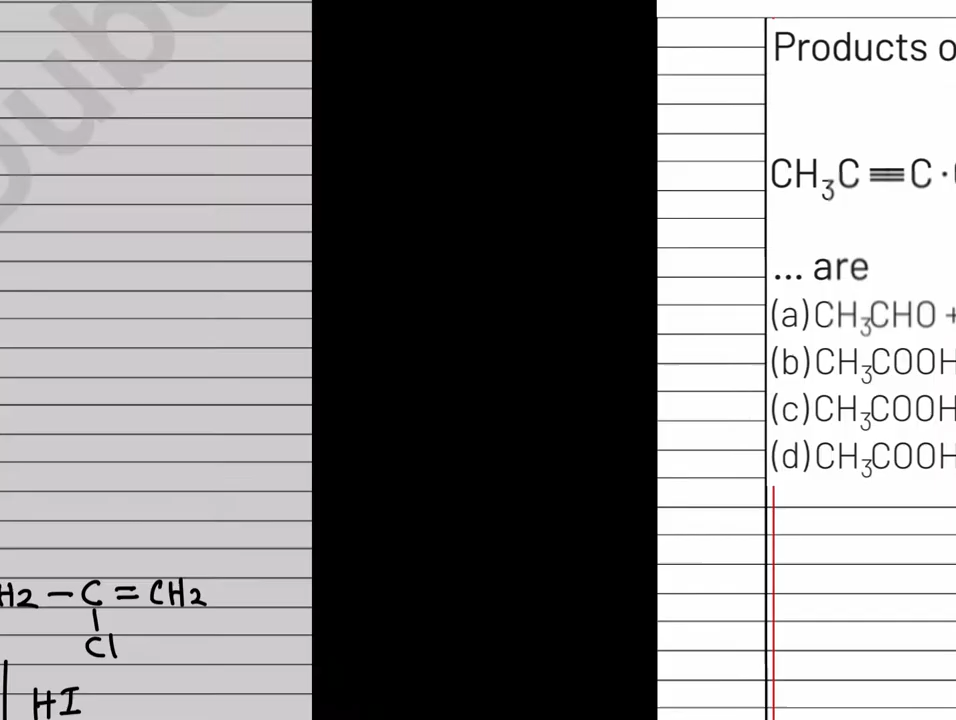 H2 - C = CH2
Cl
HI
Products o
CH₃C≡C·
... are
(a) CH₃CHO +
(b) CH₃COOH
(c) CH₃COOH
(d) CH₃COOH